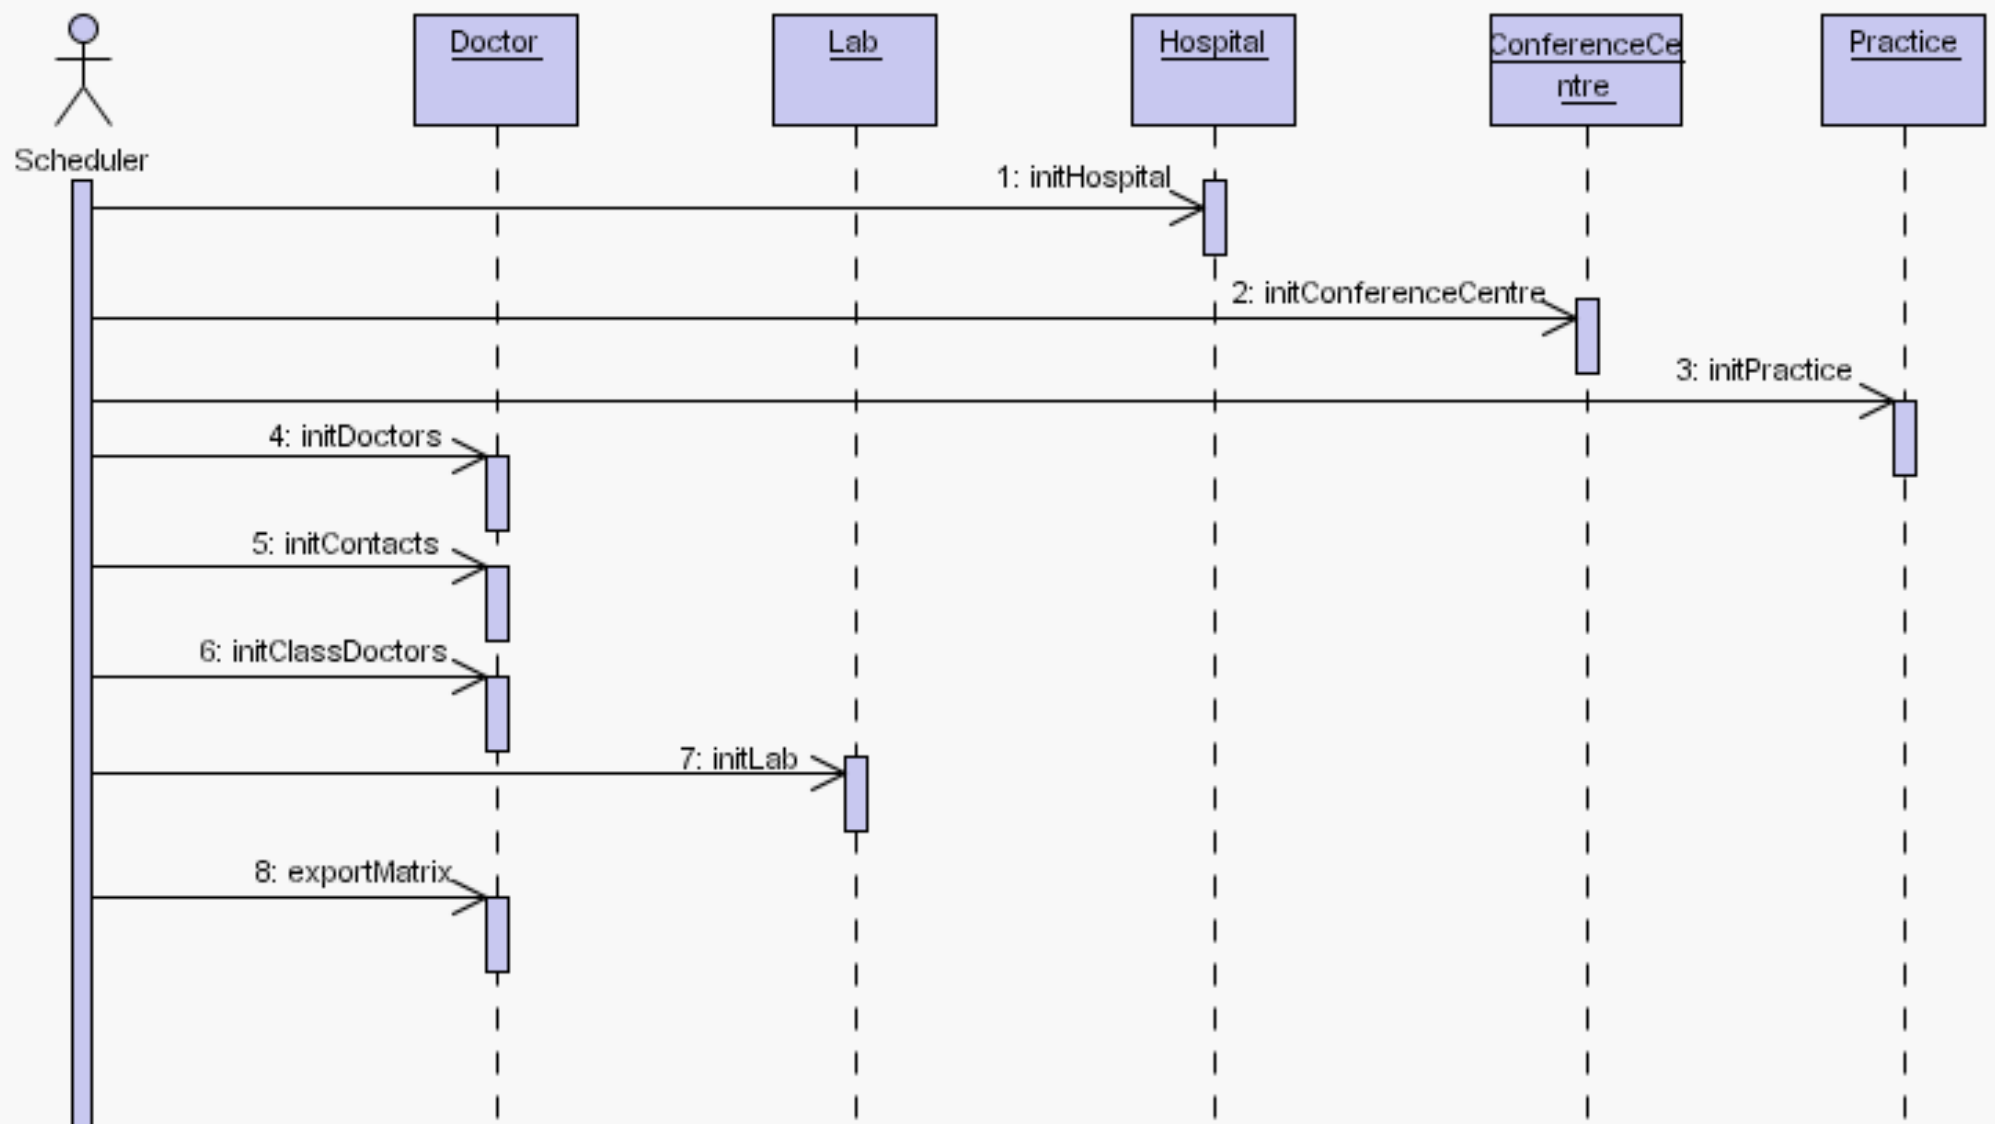 Doctor
Lab
Hospital
ConferenceCe
ntre
Practice
Scheduler
1: initHospital
2: initConferenceCentre
3: initPractice
4: initDoctors
5: initContacts
6: initClassDoctors
7: initLab
8: exportMatrix